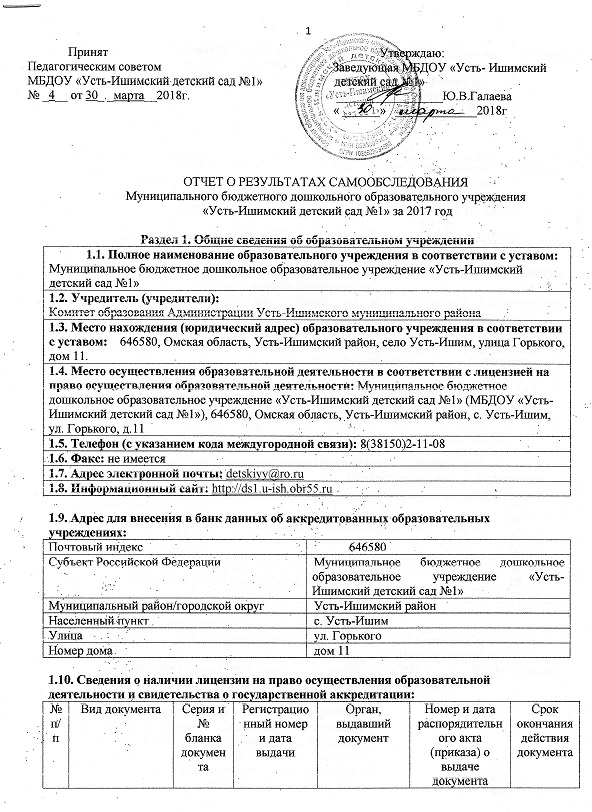 1
Принят
Педагогическим советом
МБДОУ «Усть-Ишимский детский сад №1»
№ 4 от 30 . марта 2018г.
Утверждаю:
Заведующая МБДОУ «Усть- Ишимский
детский сад №1»
Ю.В.Галаева
« 30 » марта 2018г
ОТЧЕТ О РЕЗУЛЬТАТАХ САМООБСЛЕДОВАНИЯ
Муниципального бюджетного дошкольного образовательного учреждения
«Усть-Ишимский детский сад №1» за 2017 год
Раздел 1. Общие сведения об образовательном учреждении
1.1. Полное наименование образовательного учреждения в соответствии с уставом:
Муниципальное бюджетное дошкольное образовательное учреждение «Усть-Ишимский
детский сад №1»
1.2. Учредитель (учредители):
Комитет образования Администрации Усть-Ишимского муниципального района
1.3. Место нахождения (юридический адрес) образовательного учреждения в соответствии
с уставом: 646580, Омская область, Усть-Ишимский район, село Усть-Ишим, улица Горького,
дом 11.
1.4. Место осуществления образовательной деятельности в соответствии с лицензией на
право осуществления образовательной деятельности: Муниципальное бюджетное
дошкольное образовательное учреждение «Усть-Ишимский детский сад №1» (МБДОУ «Усть-
Ишимский детский сад №1»), 646580, Омская область, Усть-Ишимский район, с. Усть-Ишим,
ул. Горького, д.11
1.5. Телефон (с указанием кода междугородной связи): 8(38150)2-11-08
1.6. Факс: не имеется
1.7. Адрес электронной почты: detskivv@ro.ru
1.8. Информационный сайт: http://ds1.u-ish.obr55.ru
1.9. Адрес для внесения в банк данных об аккредитованных образовательных
учреждениях:
Почтовый индекс 646580
Субъект Российской Федерации Муниципальное бюджетное дошкольное
образовательное учреждение «Усть-
Ишимский детский сад №1»
Муниципальный район/городской округ Усть-Ишимский район
Населенный пункт с. Усть-Ишим
Улица ул. Горького
Номер дома дом 11
1.10. Сведения о наличии лицензии на право осуществления образовательной
деятельности и свидетельства о государственной аккредитации:
№ Вид документа Серия и Регистрацио Орган, Номер и дата Срок
п/ № нный номер выдавший распорядительн окончания
п бланка и дата документ ого акта действия
докумен выдачи (приказа) о документа
та выдаче
документа